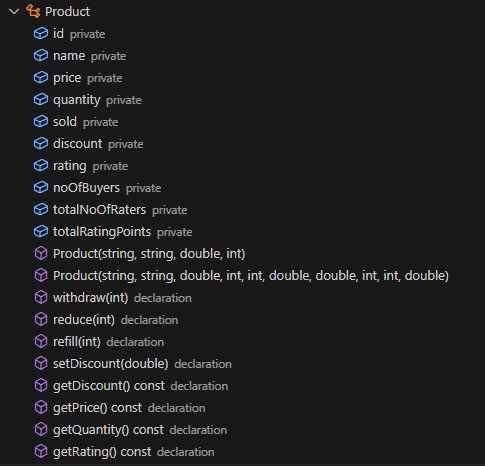 Product
id private
name private
price private
quantity private
sold private
discount private
rating private
noOfBuyers private
totalNoOfRaters private
totalRatingPoints private
Product(string, string, double, int)
Product(string, string, double, int, int, double, double, int, int, double)
withdraw(int) declaration
reduce(int) declaration
refill(int) declaration
setDiscount(double) declaration
getDiscount() const declaration
getPrice() const declaration
getQuantity() const declaration
getRating() const declaration